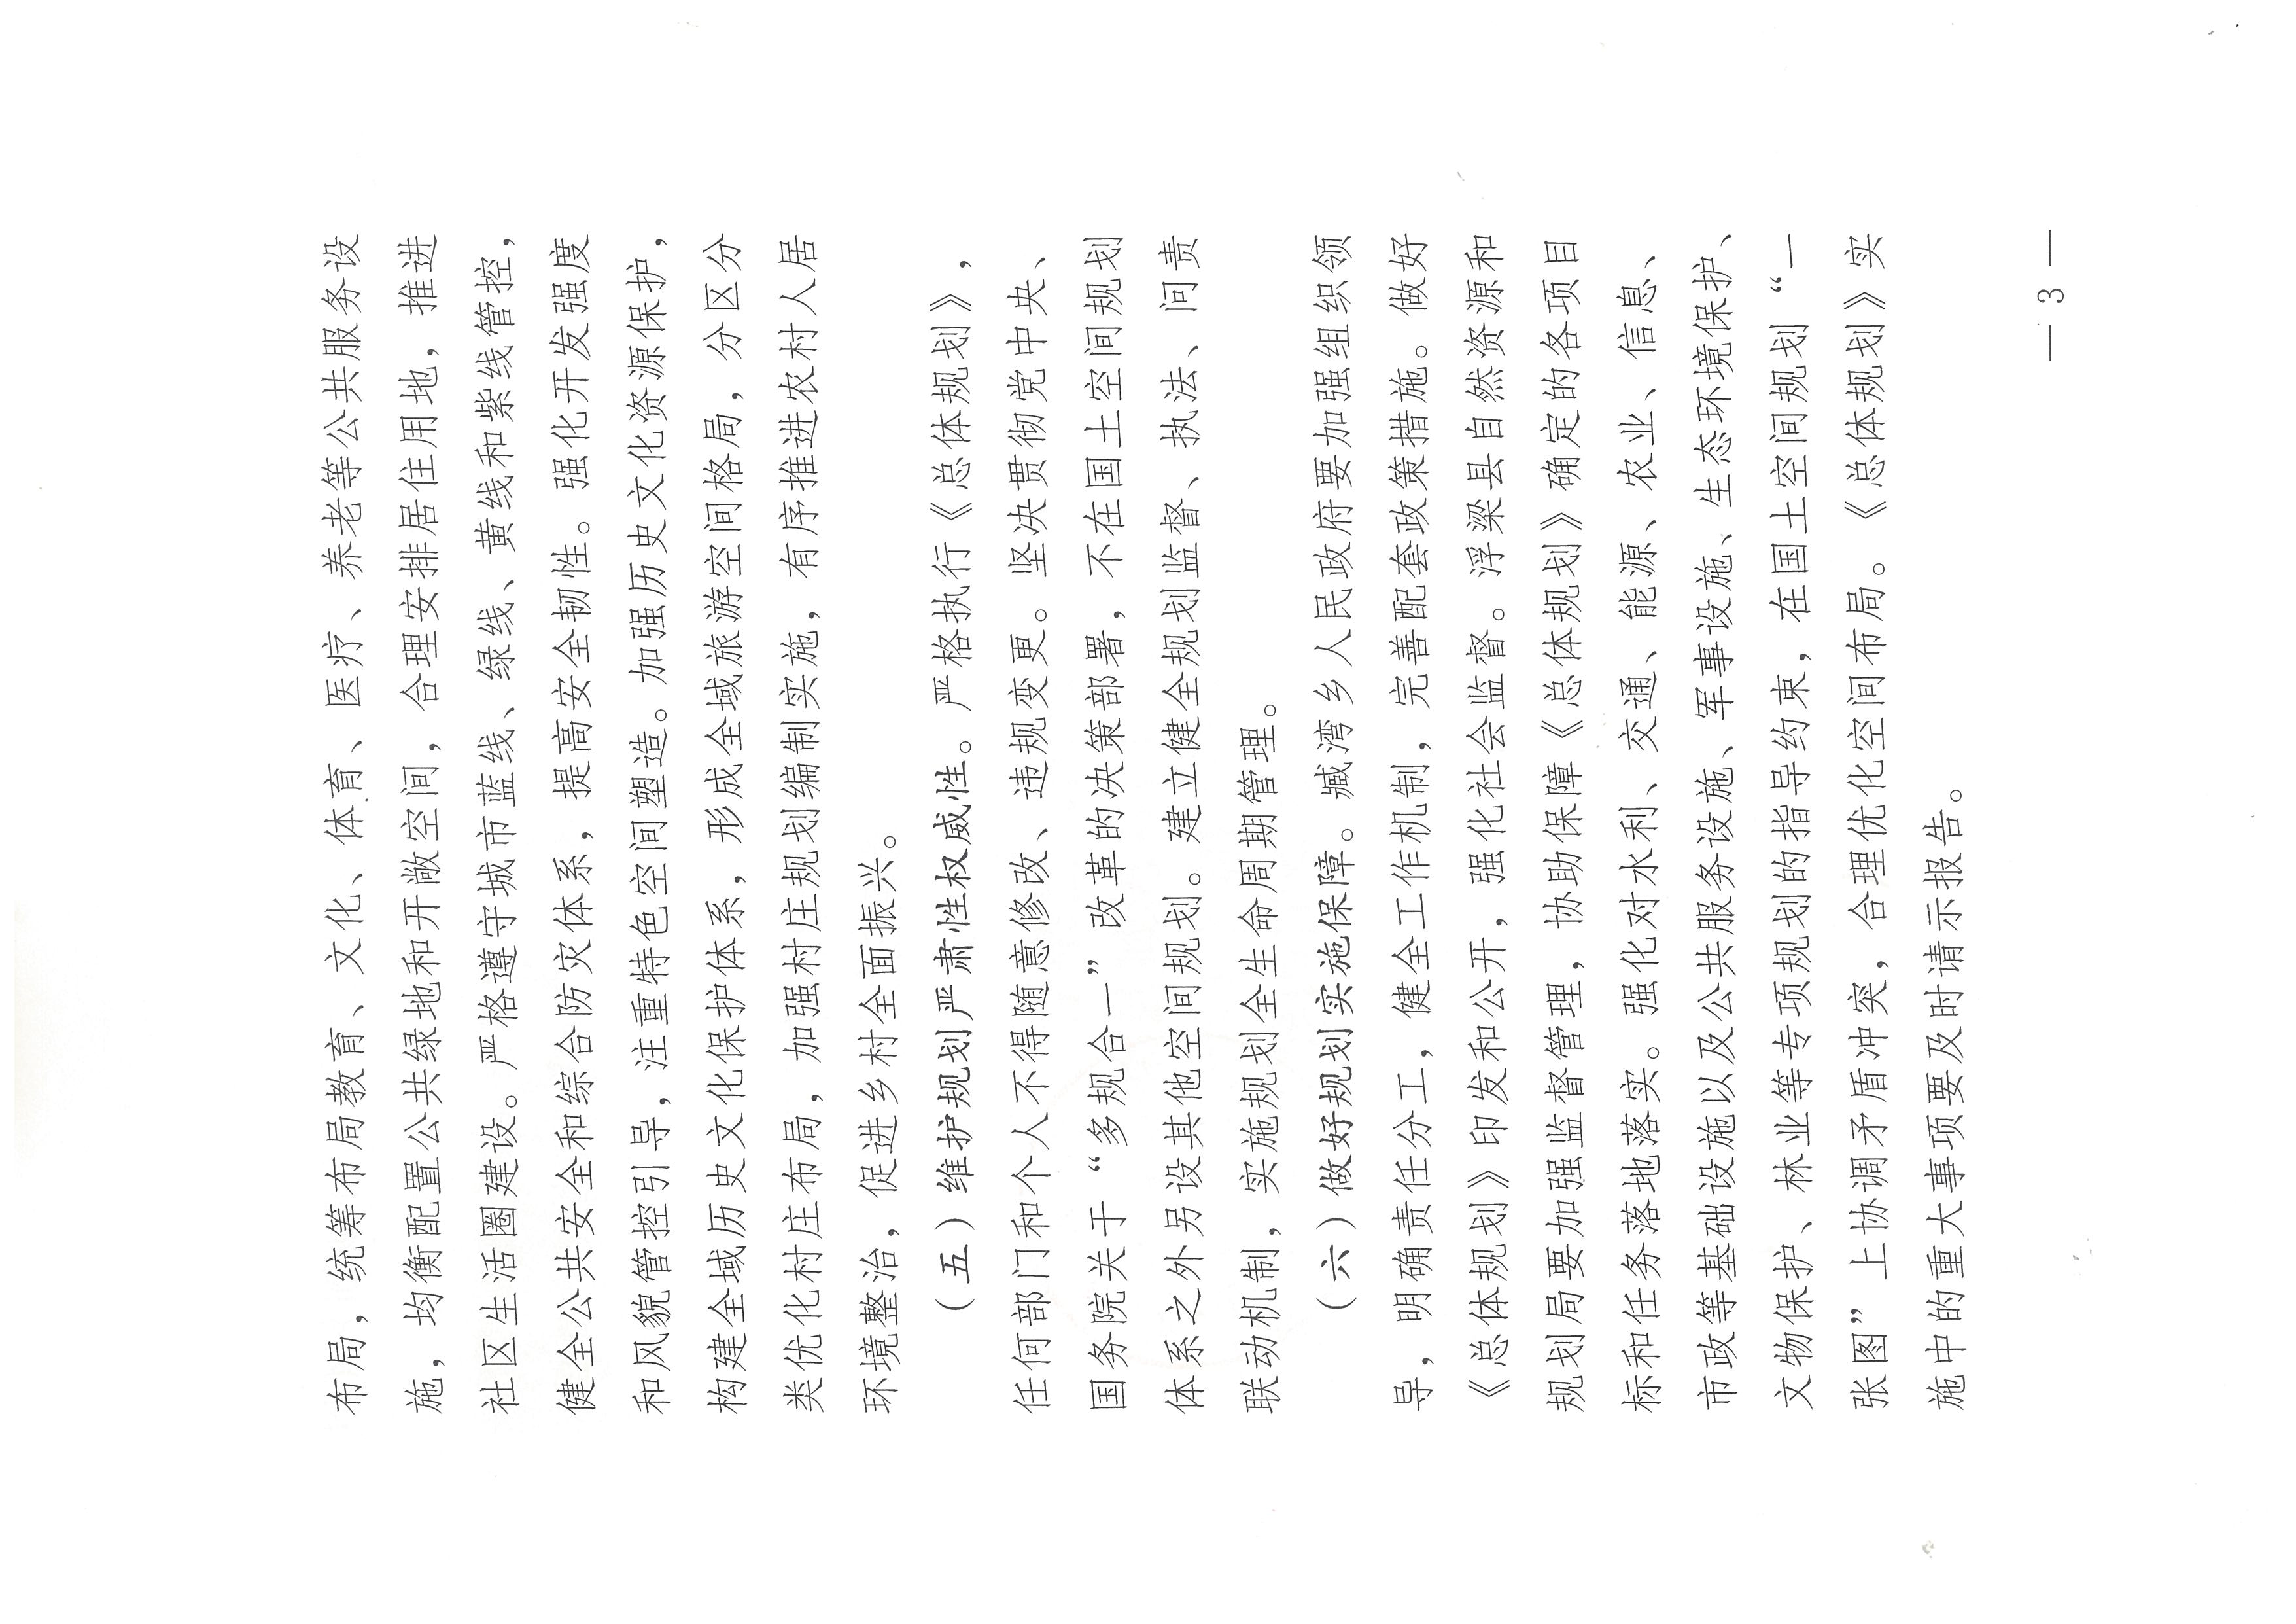 布局，统筹布局教育、文化、体育、医疗、养老等公共服务设
施，均衡配置公共绿地和开敞空间，合理安排居住用地，推进
社区生活圈建设。严格遵守城市蓝线、绿线、黄线和紫线管控，
健全公共安全和综合防灾体系，提高安全韧性。强化开发强度
和风貌管控引导，注重特色空间塑造。加强历史文化资源保护，
构建全域历史文化保护体系，形成全域旅游空间格局，分区分
类优化村庄布局，加强村庄规划编制实施，有序推进农村人居
环境整治，促进乡村全面振兴。
（五）维护规划严肃性权威性。严格执行《总体规划》，
任何部门和个人不得随意修改、违规变更。坚决贯彻党中央、
国务院关于“多规合一”改革的决策部署，不在国土空间规划
体系之外另设其他空间规划。建立健全规划监督、执法、问责
联动机制，实施规划全生命周期管理。
（六）做好规划实施保障。臧湾乡人民政府要加强组织领
导，明确责任分工，健全工作机制，完善配套政策措施。做好
《总体规划》印发和公开，强化社会监督。浮梁县自然资源和
规划局要加强监督管理，协助保障《总体规划》确定的各项目
标和任务落地落实。强化对水利、交通、能源、农业、信息、
市政等基础设施以及公共服务设施、军事设施、生态环境保护、
文物保护、林业等专项规划的指导约束，在国土空间规划“一
张图”上协调矛盾冲突，合理优化空间布局。《总体规划》实
施中的重大事项要及时请示报告。
— 3 —